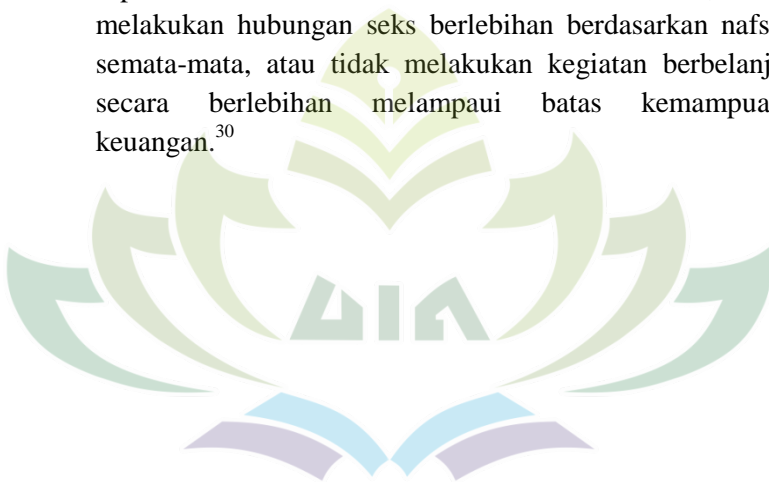 melakukan hubungan seks berlebihan berdasarkan nafs
semata-mata, atau tidak melakukan kegiatan berbelanj
secara berlebihan melampaui batas kemampua
keuangan.30
UIN